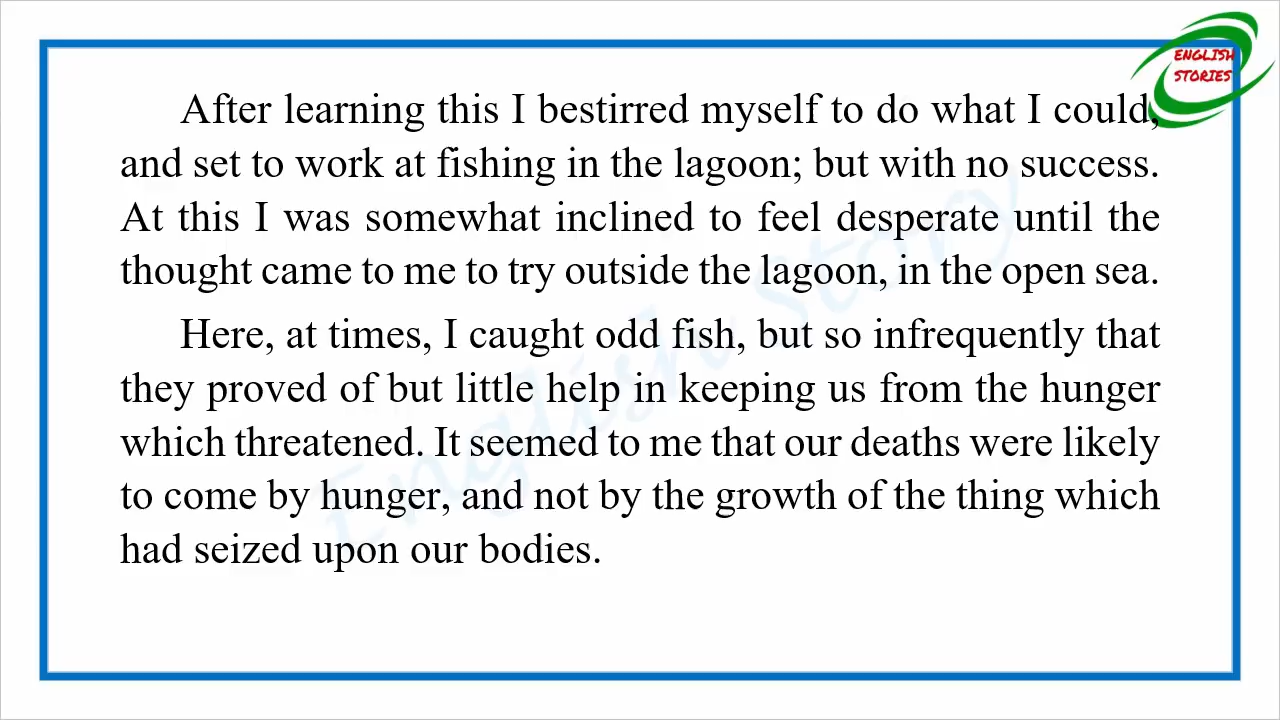 ENGLISH
STORIES
After learning this I bestirred myself to do what I could,
and set to work at fishing in the lagoon; but with no success.
At this I was somewhat inclined to feel desperate until the
thought came to me to try outside the lagoon, in the open sea.
Here, at times, I caught odd fish, but so infrequently that
they proved of but little help in keeping us from the hunger
which threatened. It seemed to me that our deaths were likely
to come by hunger, and not by the growth of the thing which
had seized upon our bodies.
English Story